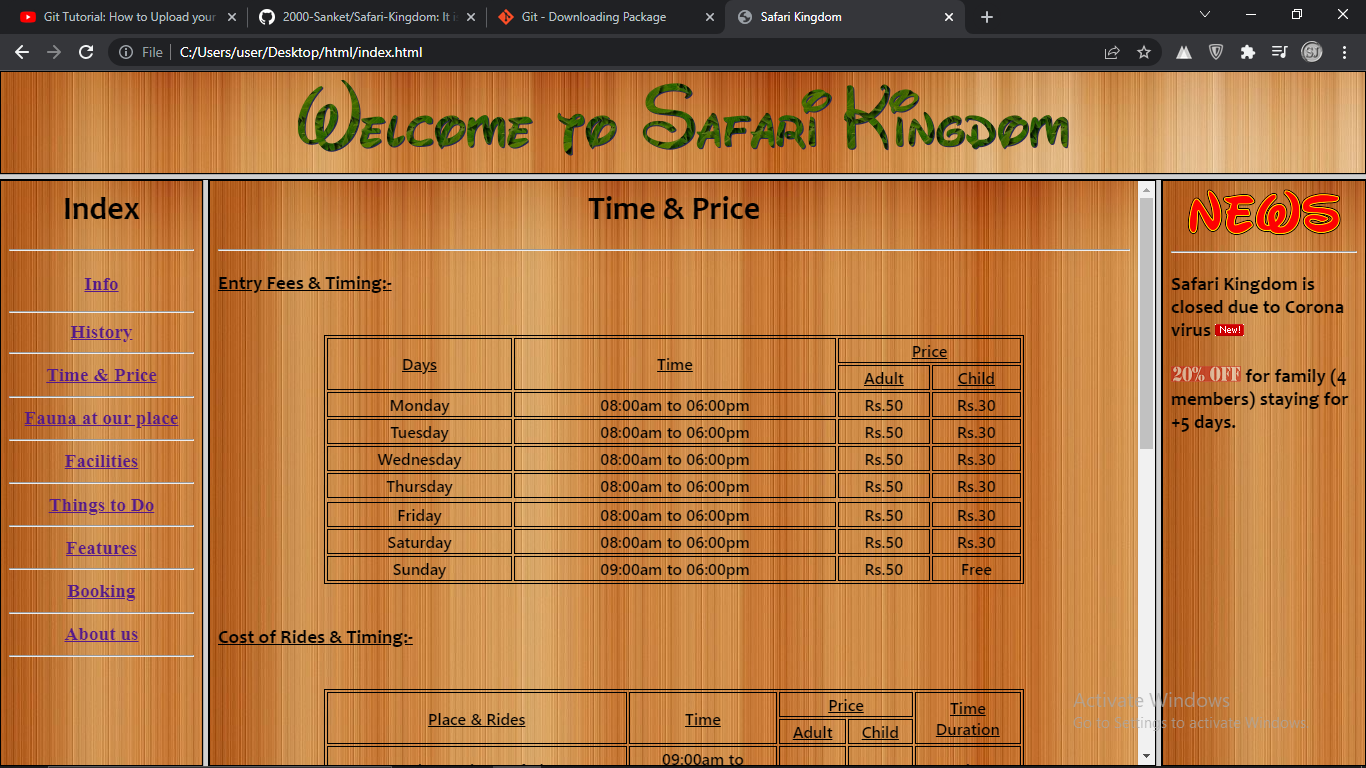 Git Tutorial: How to Upload your
2000-Sanket/Safari-Kingdom: It is
Git - Downloading Package
Safari Kingdom
File C:/Users/user/Desktop/html/index.html
SJ
Welcome to Safari Kingdom
Index
Info
History
Time & Price
Fauna at our place
Facilities
Things to Do
Features
Booking
About us
Time & Price
Entry Fees & Timing:-
Days Time Price
Adult Child
Monday 08:00am to 06:00pm Rs.50 Rs.30
Tuesday 08:00am to 06:00pm Rs.50 Rs.30
Wednesday 08:00am to 06:00pm Rs.50 Rs.30
Thursday 08:00am to 06:00pm Rs.50 Rs.30
Friday 08:00am to 06:00pm Rs.50 Rs.30
Saturday 08:00am to 06:00pm Rs.50 Rs.30
Sunday 09:00am to 06:00pm Rs.50 Free
Cost of Rides & Timing:-
Place & Rides Time Price Time
Adult Child Duration
09:00am to
NEWS
Safari Kingdom is
closed due to Corona
virus New!
20% OFF for family (4
members) staying for
+5 days.
Activate Windows
Go to Settings to activate Windows.